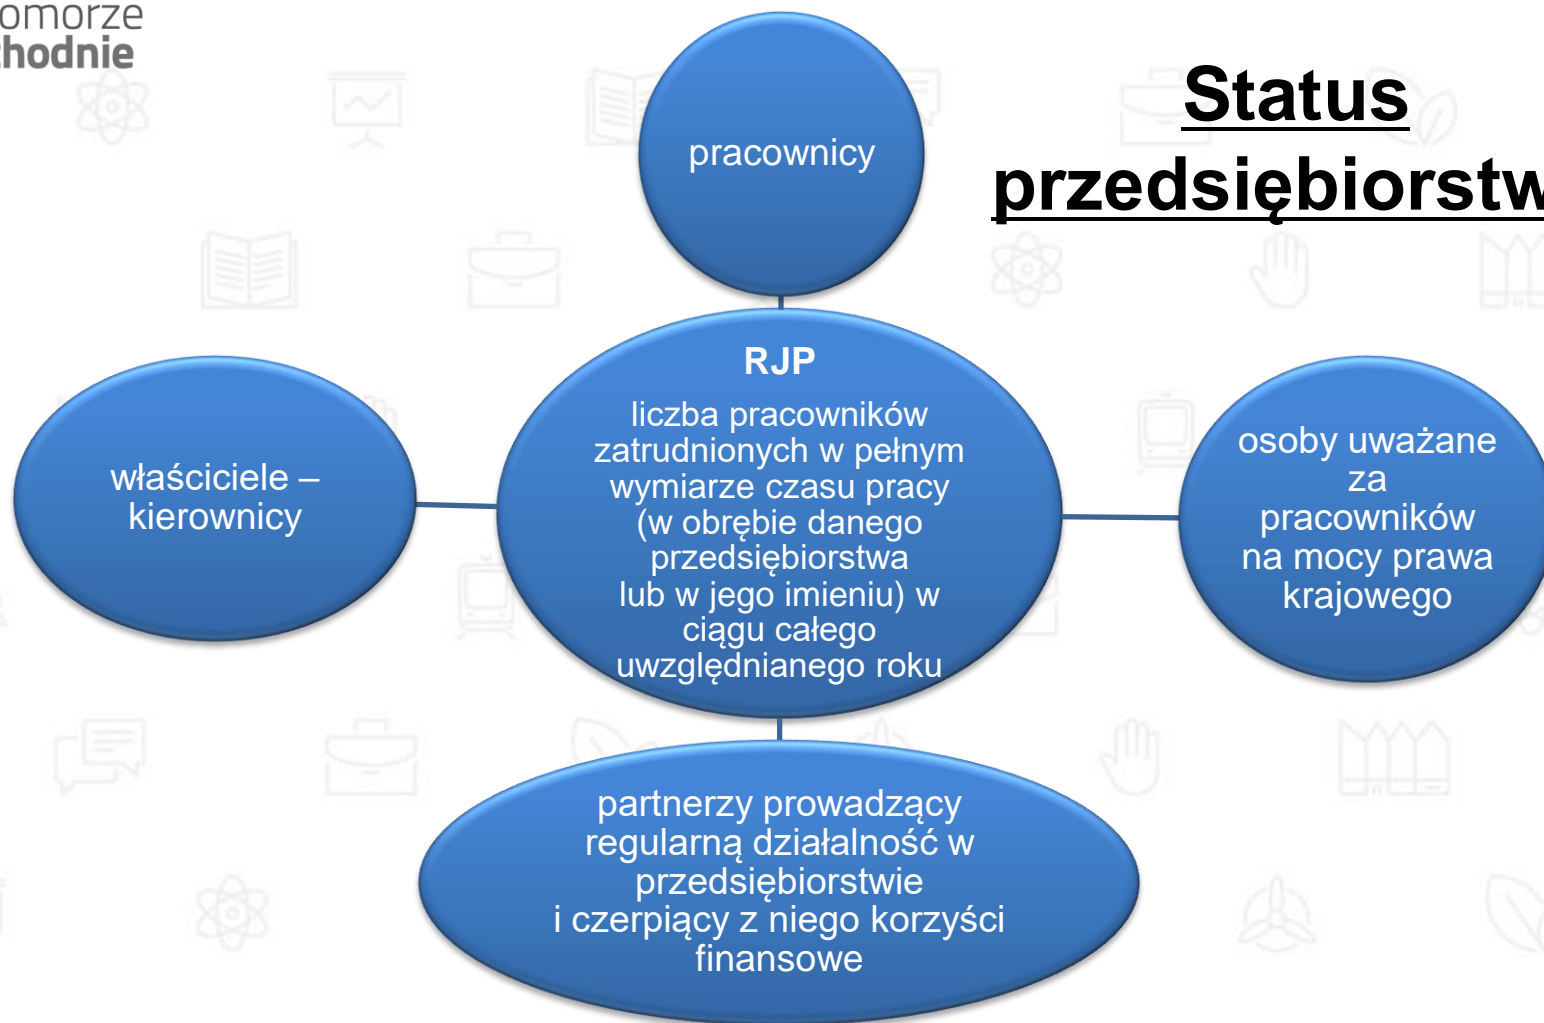 omorze
hodnie
Status
przedsiębiorstw
pracownicy
RJP
liczba pracowników
zatrudnionych w pełnym
wymiarze czasu pracy
(w obrębie danego
przedsiębiorstwa
lub w jego imieniu) w
ciągu całego
uwzględnianego roku
właściciele –
kierownicy
osoby uważane
za
pracowników
na mocy prawa
krajowego
partnerzy prowadzący
regularną działalność w
przedsiębiorstwie
i czerpiący z niego korzyści
finansowe